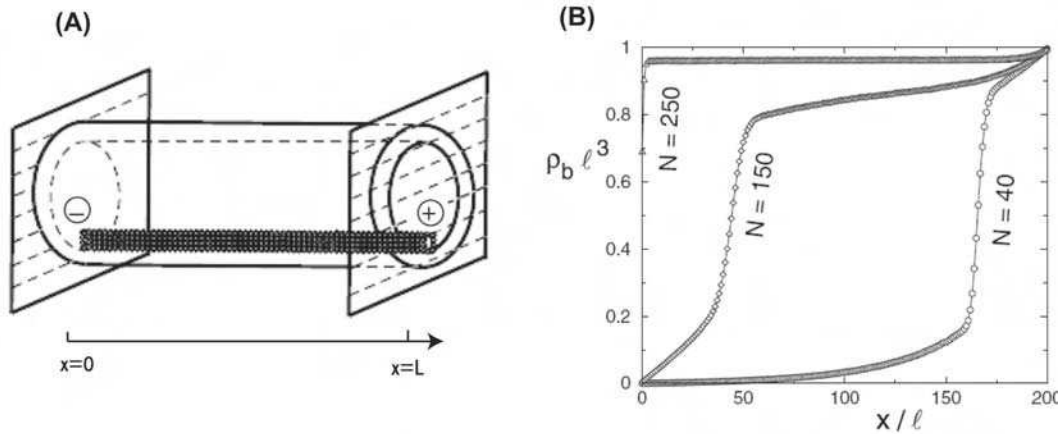 (A)
−
+
x=0
x=L
(B)
ρ_b ℓ³
1
0.8
0.6
0.4
0.2
0
N = 250
N = 150
N = 40
0 50 100 150 200
x / ℓ